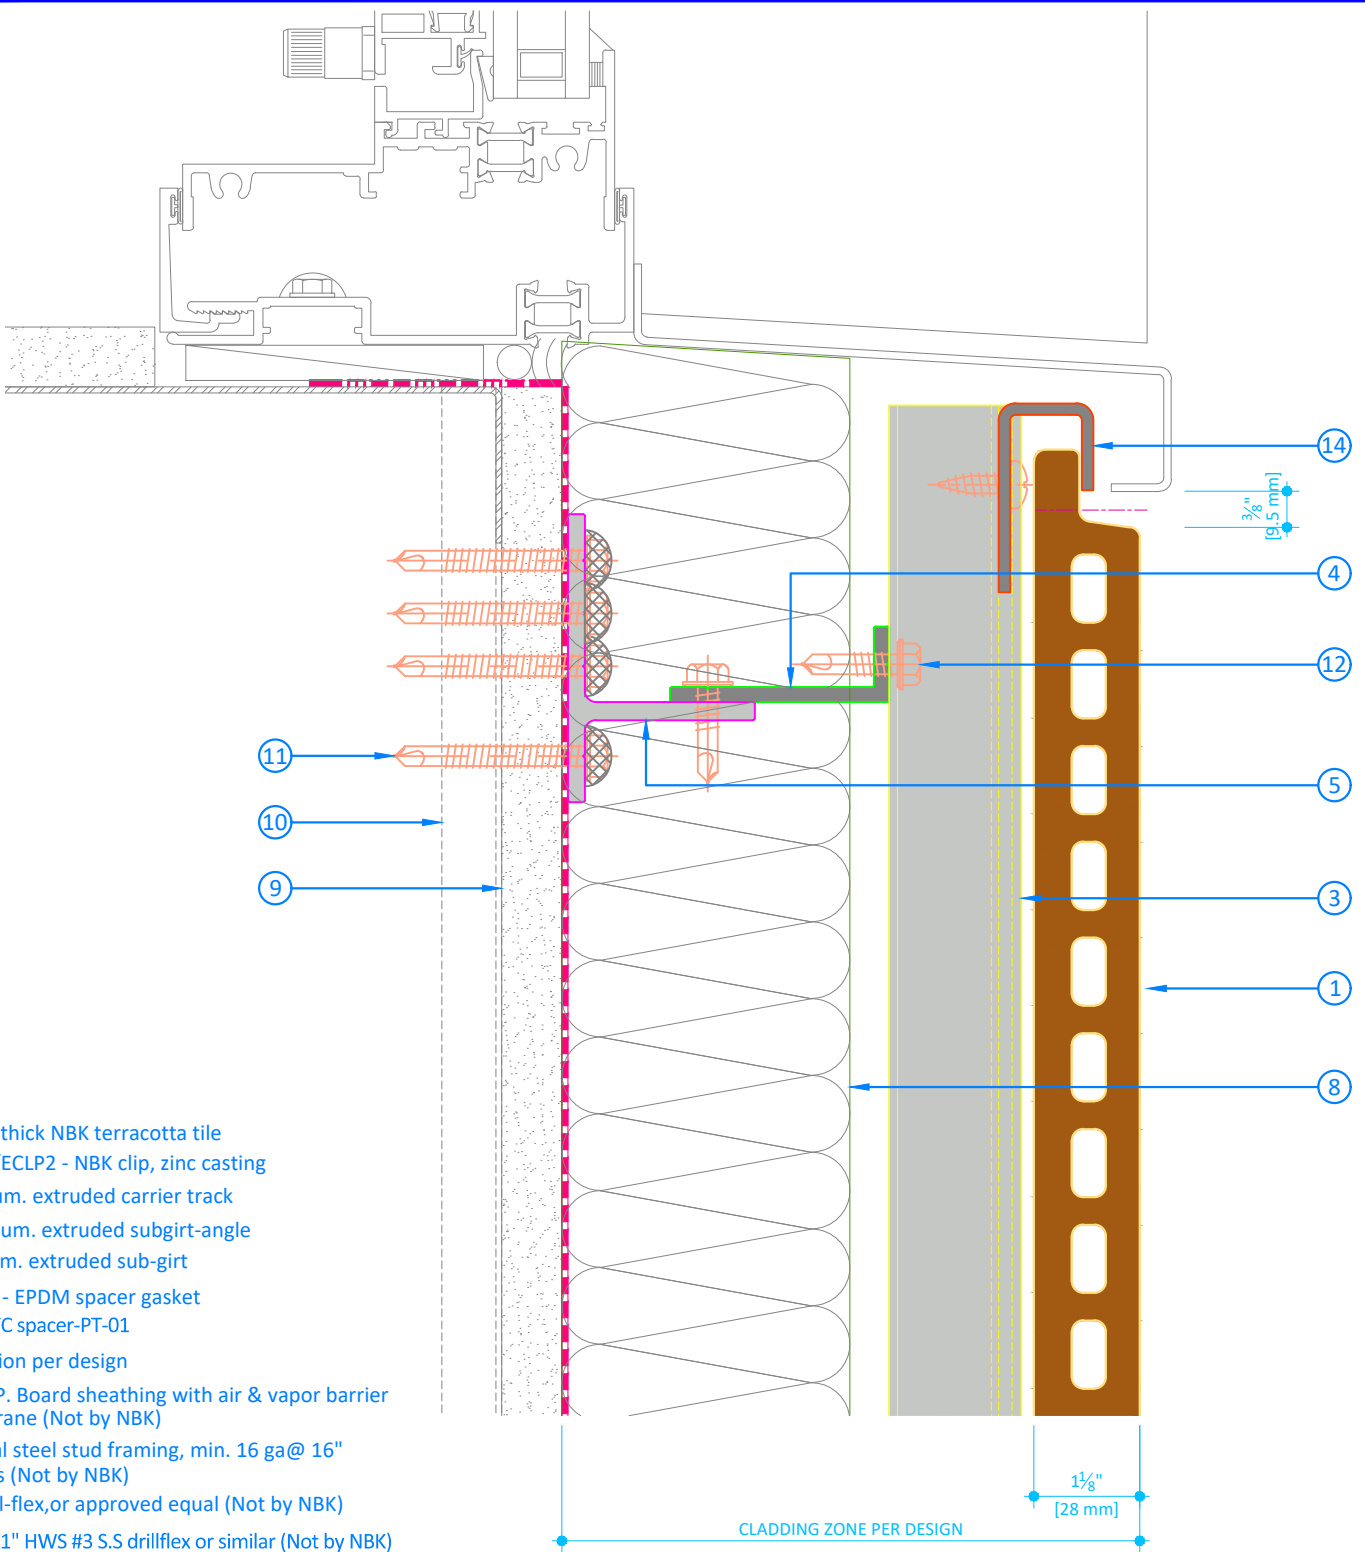 14
3/8"
[9.5 mm]
4
12
11
5
10
9
3
1
8
thick NBK terracotta tile
ECLP2 - NBK clip, zinc casting
um. extruded carrier track
um. extruded subgirt-angle
m. extruded sub-girt
- EPDM spacer gasket
C spacer-PT-01
ion per design
P. Board sheathing with air & vapor barrier
rane (Not by NBK)
l steel stud framing, min. 16 ga@ 16"
s (Not by NBK)
l-flex,or approved equal (Not by NBK)
1" HWS #3 S.S drillflex or similar (Not by NBK)
1 1/8"
[28 mm]
CLADDING ZONE PER DESIGN